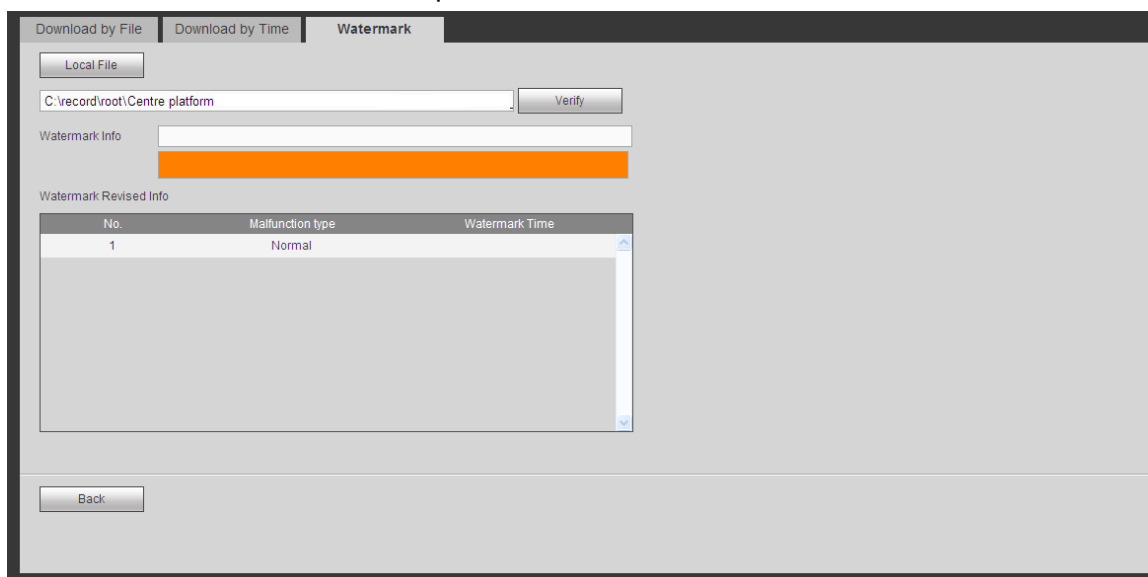 Download by File Download by Time Watermark
Local File
C:\record\root\Centre platform Verify
Watermark Info
Watermark Revised Info
No. Malfunction type Watermark Time
1 Normal
Back